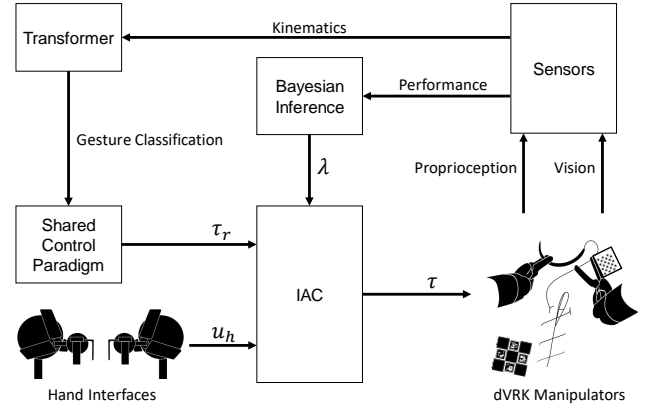 Kinematics
Transformer
Sensors
Bayesian
Inference
Performance
Gesture Classification
λ
Proprioception
Vision
Shared
Control
Paradigm
τ_r
IAC
τ
u_h
Hand Interfaces
dVRK Manipulators